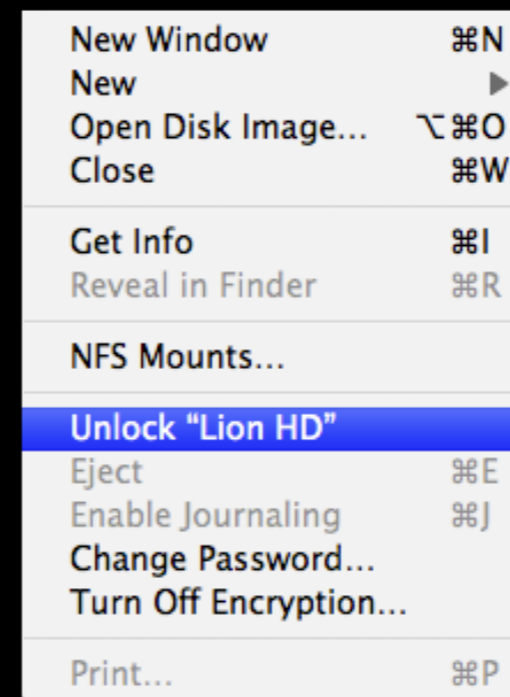 New Window ⌘N
New ▶
Open Disk Image... ⌥⌘O
Close ⌘W
Get Info ⌘I
Reveal in Finder ⌘R
NFS Mounts...
Unlock “Lion HD”
Eject ⌘E
Enable Journaling ⌘J
Change Password...
Turn Off Encryption...
Print... ⌘P